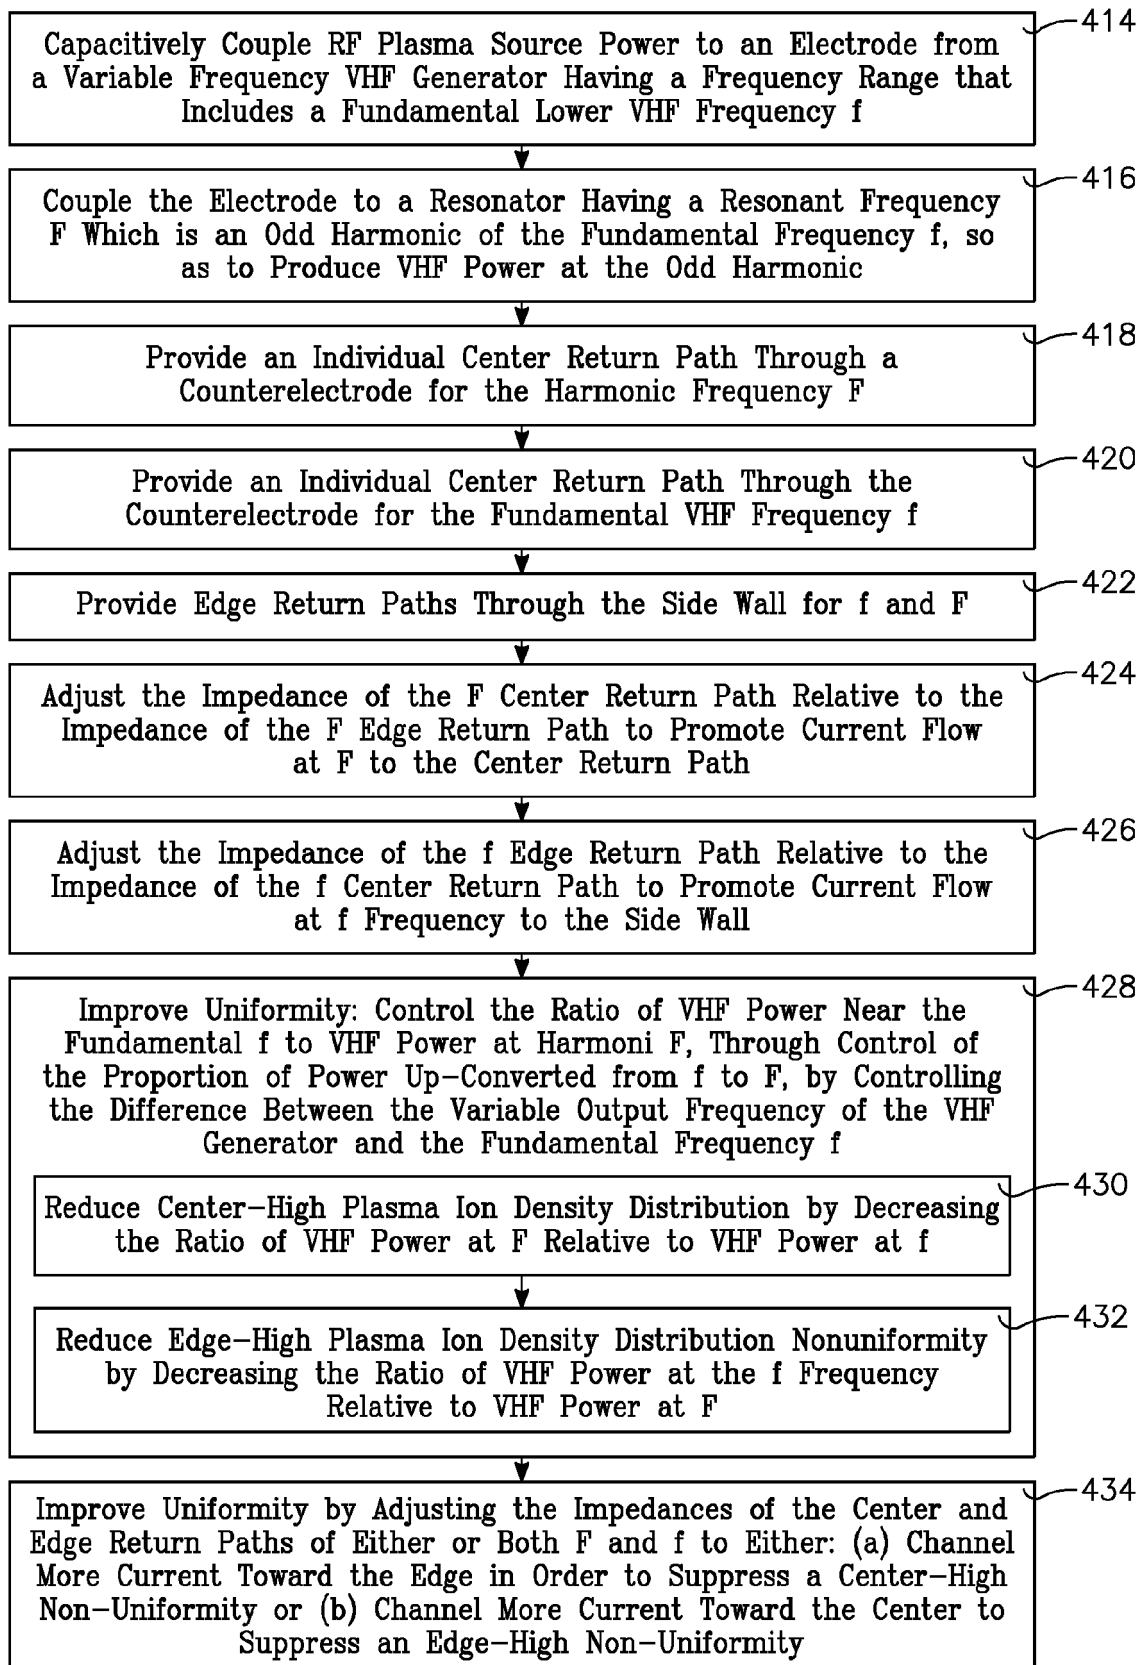 414
Capacitively Couple RF Plasma Source Power to an Electrode from
a Variable Frequency VHF Generator Having a Frequency Range that
Includes a Fundamental Lower VHF Frequency f
416
Couple the Electrode to a Resonator Having a Resonant Frequency
F Which is an Odd Harmonic of the Fundamental Frequency f, so
as to Produce VHF Power at the Odd Harmonic
418
Provide an Individual Center Return Path Through a
Counterelectrode for the Harmonic Frequency F
420
Provide an Individual Center Return Path Through the
Counterelectrode for the Fundamental VHF Frequency f
422
Provide Edge Return Paths Through the Side Wall for f and F
424
Adjust the Impedance of the F Center Return Path Relative to the
Impedance of the F Edge Return Path to Promote Current Flow
at F to the Center Return Path
426
Adjust the Impedance of the f Edge Return Path Relative to the
Impedance of the f Center Return Path to Promote Current Flow
at f Frequency to the Side Wall
428
Improve Uniformity: Control the Ratio of VHF Power Near the
Fundamental f to VHF Power at Harmoni F, Through Control of
the Proportion of Power Up-Converted from f to F, by Controlling
the Difference Between the Variable Output Frequency of the VHF
Generator and the Fundamental Frequency f
430
Reduce Center-High Plasma Ion Density Distribution by Decreasing
the Ratio of VHF Power at F Relative to VHF Power at f
432
Reduce Edge-High Plasma Ion Density Distribution Nonuniformity
by Decreasing the Ratio of VHF Power at the f Frequency
Relative to VHF Power at F
434
Improve Uniformity by Adjusting the Impedances of the Center and
Edge Return Paths of Either or Both F and f to Either: (a) Channel
More Current Toward the Edge in Order to Suppress a Center-High
Non-Uniformity or (b) Channel More Current Toward the Center to
Suppress an Edge-High Non-Uniformity